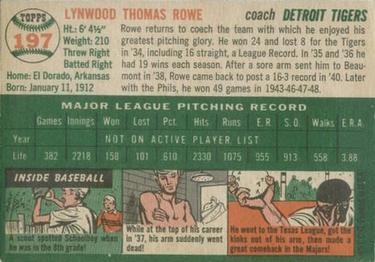 TOPPS
197
LYNWOOD THOMAS ROWE
coach DETROIT TIGERS
Ht.: 6' 4½"
Weight: 210
Threw Right
Batted Right
Home: El Dorado, Arkansas
Born: January 11, 1912
Rowe returns to coach the team with which he enjoyed his
greatest pitching glory. He won 24 and lost 8 for the Tigers
in '34, including 16 straight, a League Record. In '35 and '36 he
had 19 wins each season. After a sore arm sent him to Beau-
mont in '38, Rowe came back to post a 16-3 record in '40. Later
with the Phils, he won 49 games in 1943-46-47-48.
MAJOR LEAGUE PITCHING RECORD
Games Innings Won Lost Pct. Hits Runs E.R. S.O. Walks E.R.A.
Year NOT ON ACTIVE PLAYER LIST
Life 382 2218 158 101 .610 2330 1075 955 913 558 3.88
INSIDE BASEBALL
A scout spotted Schoolboy when he was in the 8th grade!
While at the top of his career in '37, his arm suddenly went dead!
He went to the Texas League, got the kinks out of his arm, then made a great comeback in the Majors!